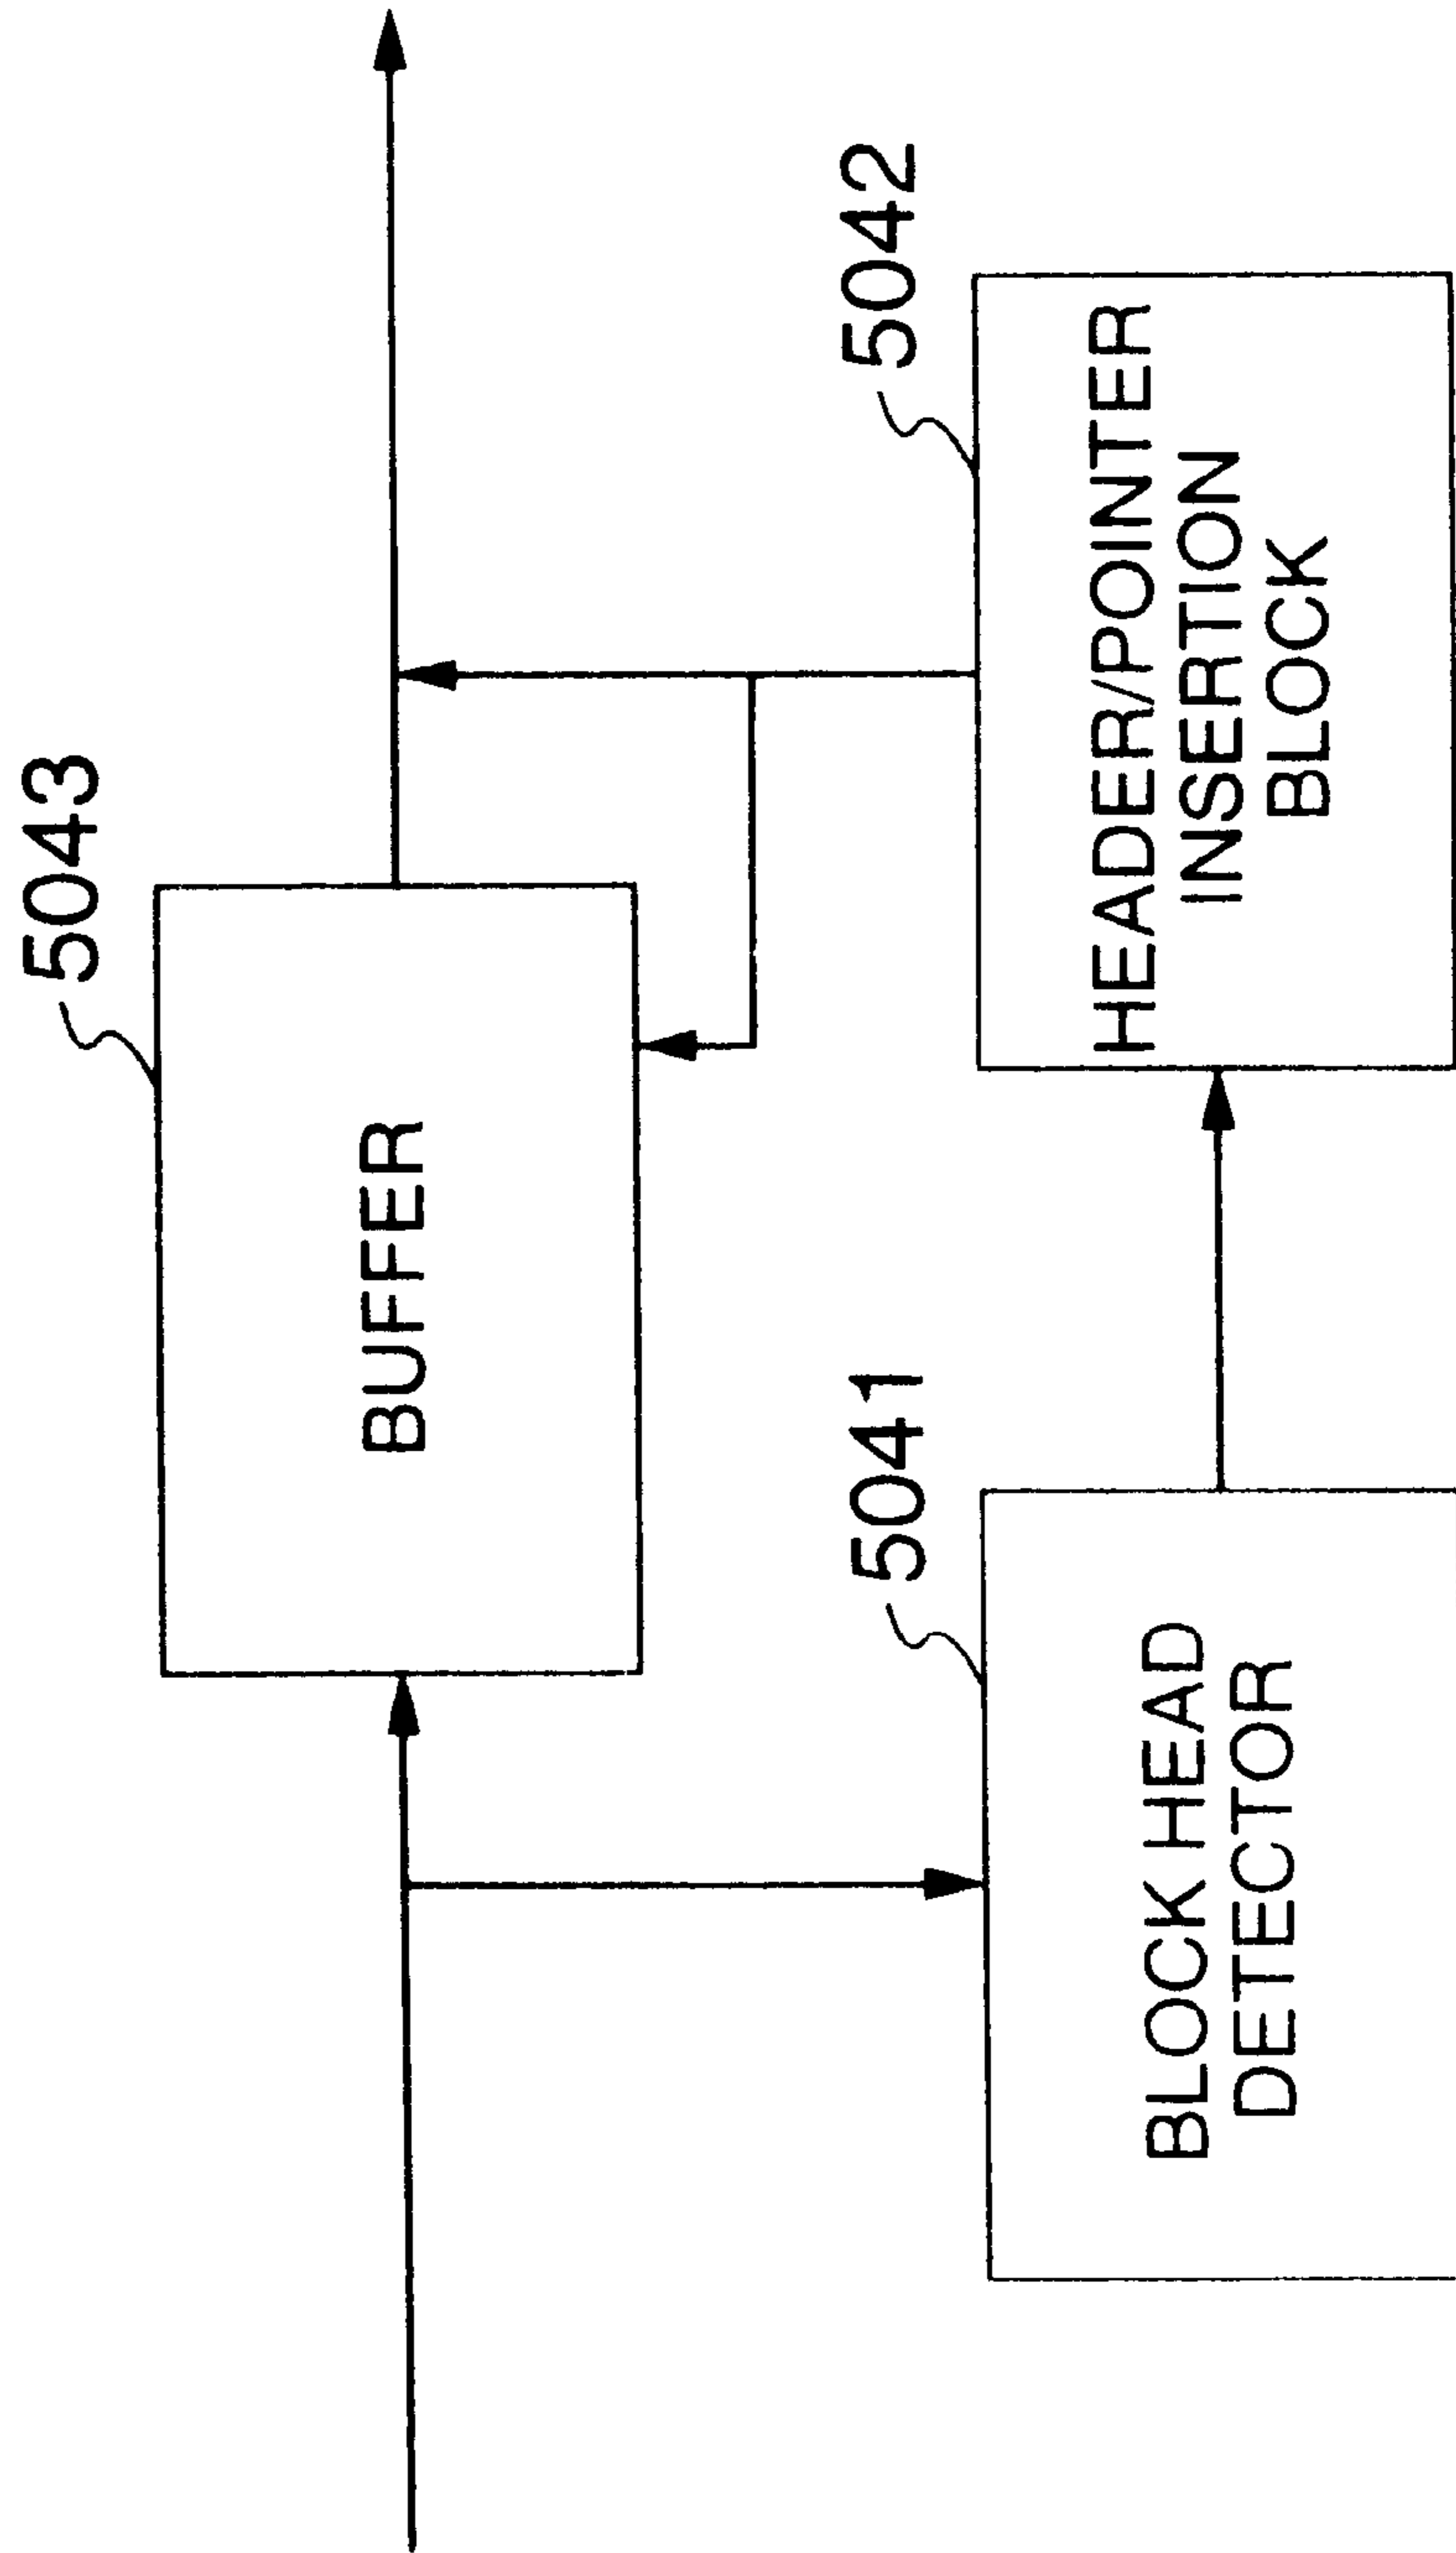 5043
BUFFER
5041
BLOCK HEAD
DETECTOR
5042
HEADER/POINTER
INSERTION
BLOCK